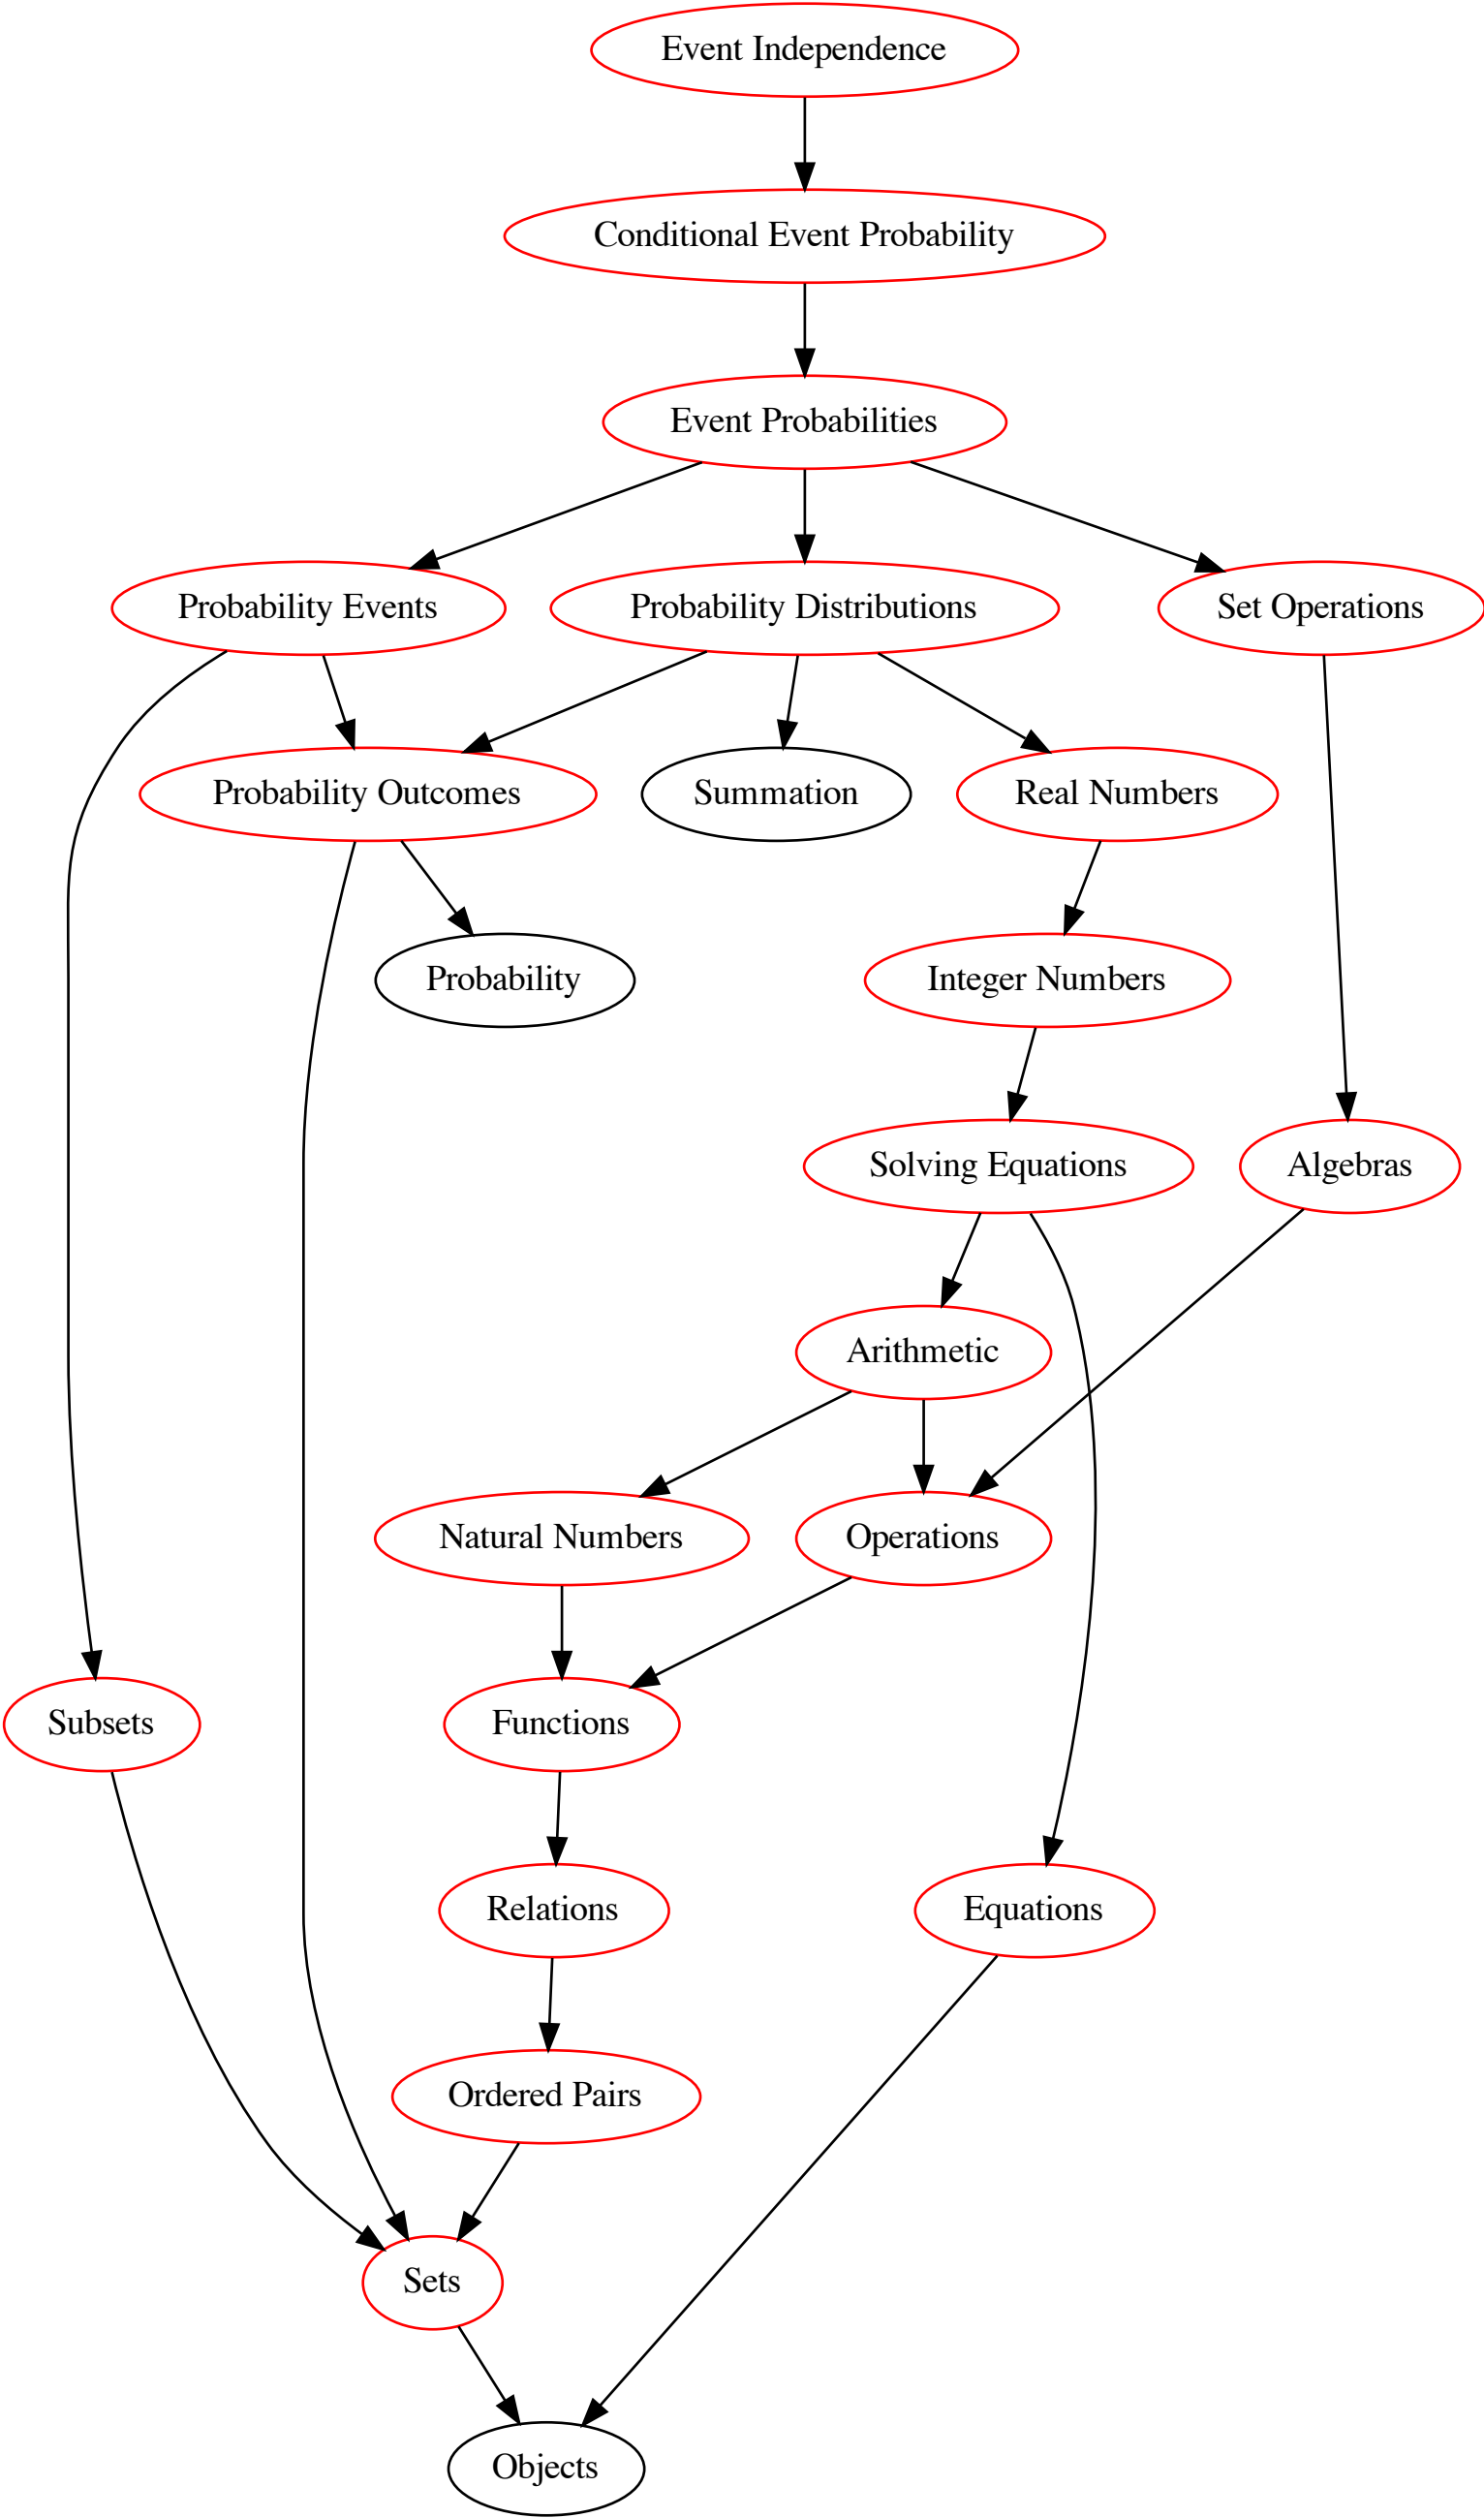 Event Independence
Conditional Event Probability
Event Probabilities
Probability Events
Probability Distributions
Set Operations
Probability Outcomes
Summation
Real Numbers
Probability
Integer Numbers
Solving Equations
Algebras
Arithmetic
Natural Numbers
Operations
Subsets
Functions
Relations
Equations
Ordered Pairs
Sets
Objects